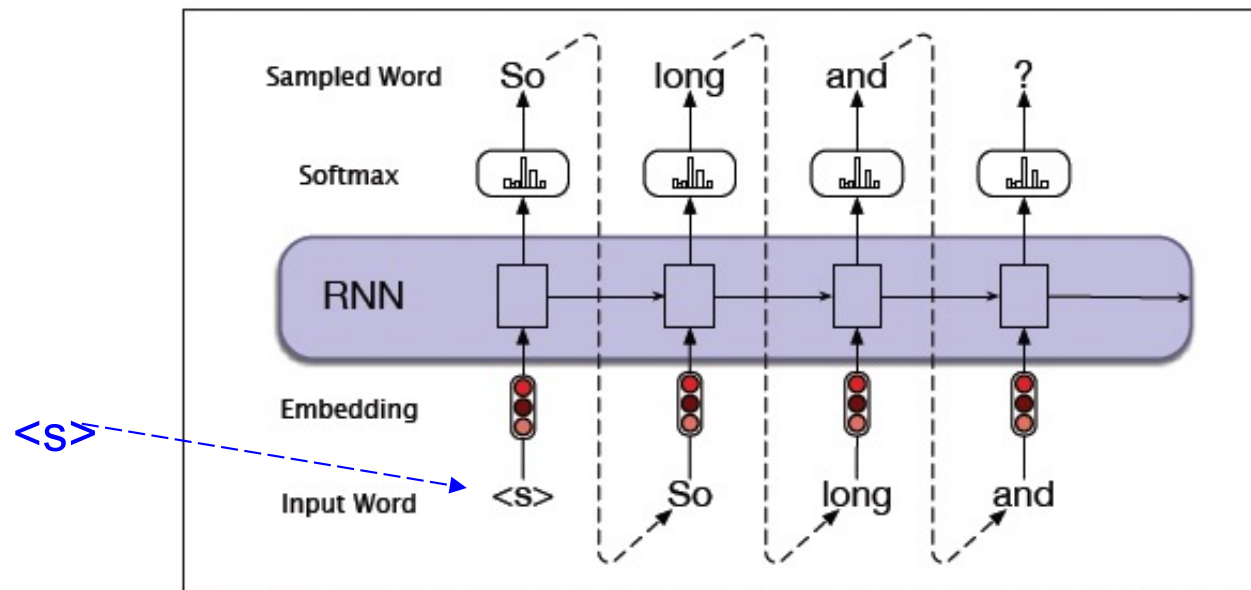 Sampled Word So long and ?
Softmax
RNN
Embedding
<s>
Input Word <s> So long and